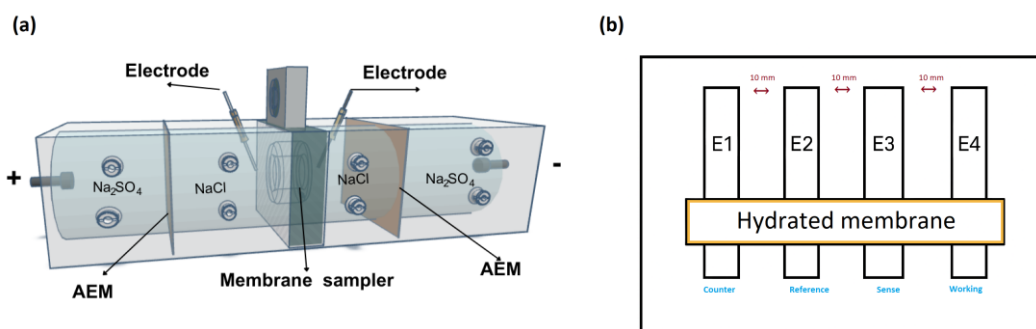 (a)
(b)
Electrode
Electrode
10 mm
10 mm
10 mm
E1
E2
E3
E4
+
-
Na₂SO₄
NaCl
NaCl
Na₂SO₄
Hydrated membrane
AEM
Membrane sampler
AEM
Counter
Reference
Sense
Working